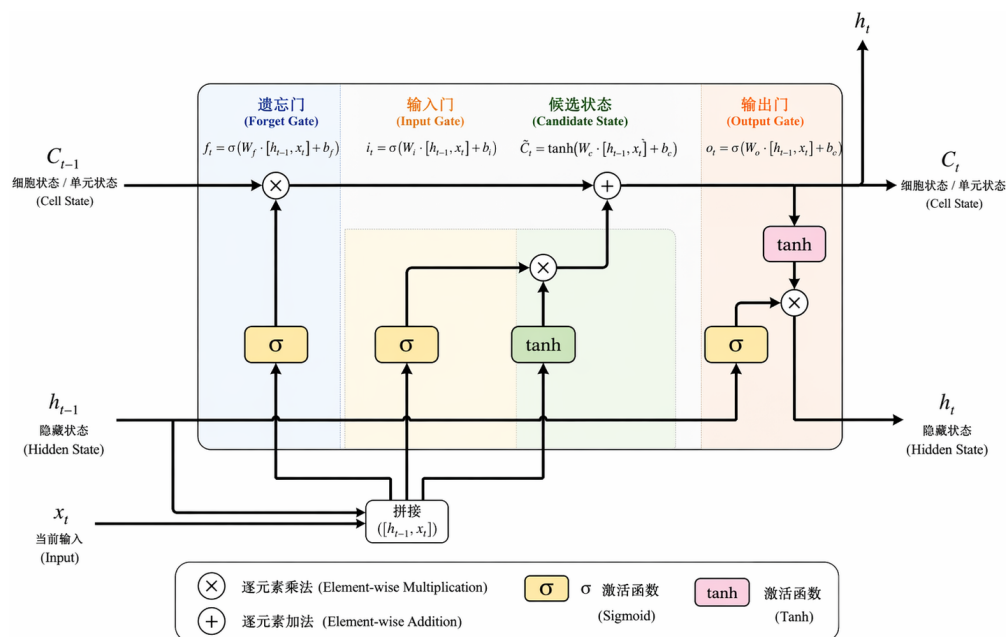 h_t
遗忘门
(Forget Gate)
f_t = σ(W_f · [h_{t−1}, x_t] + b_f)
输入门
(Input Gate)
i_t = σ(W_i · [h_{t−1}, x_t] + b_i)
候选状态
(Candidate State)
C̃_t = tanh(W_c · [h_{t−1}, x_t] + b_c)
输出门
(Output Gate)
o_t = σ(W_o · [h_{t−1}, x_t] + b_c)
C_{t−1}
细胞状态 / 单元状态
(Cell State)
×
+
C_t
细胞状态 / 单元状态
(Cell State)
tanh
×
×
σ
σ
tanh
σ
h_{t−1}
隐藏状态
(Hidden State)
h_t
隐藏状态
(Hidden State)
x_t
当前输入
(Input)
拼接
([h_{t−1}, x_t])
× 逐元素乘法 (Element-wise Multiplication)
+ 逐元素加法 (Element-wise Addition)
σ σ 激活函数
(Sigmoid)
tanh 激活函数
(Tanh)